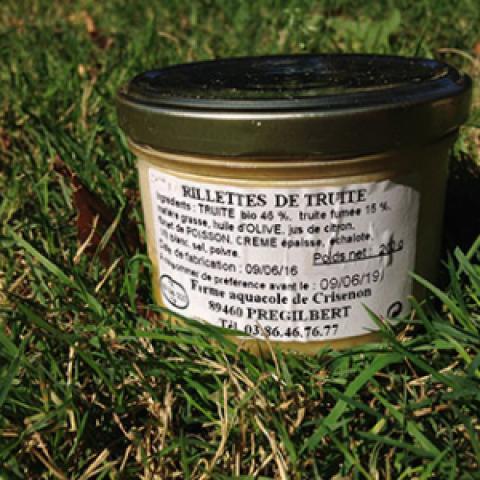 RILLETTES DE TRUITE
Ingrédients : TRUITE bio 45 %, truite fumée 15 %,
matière grasse, huile d'OLIVE, jus de citron,
fumet de POISSON, CREME épaisse, échalote,
vin blanc, sel, poivre.
Poids net : 200 g
Date de fabrication : 09/06/16
A consommer de préférence avant le : 09/06/19
Ferme aquacole de Crisenon
89460 PREGILBERT
Tél. 03.86.46.76.77